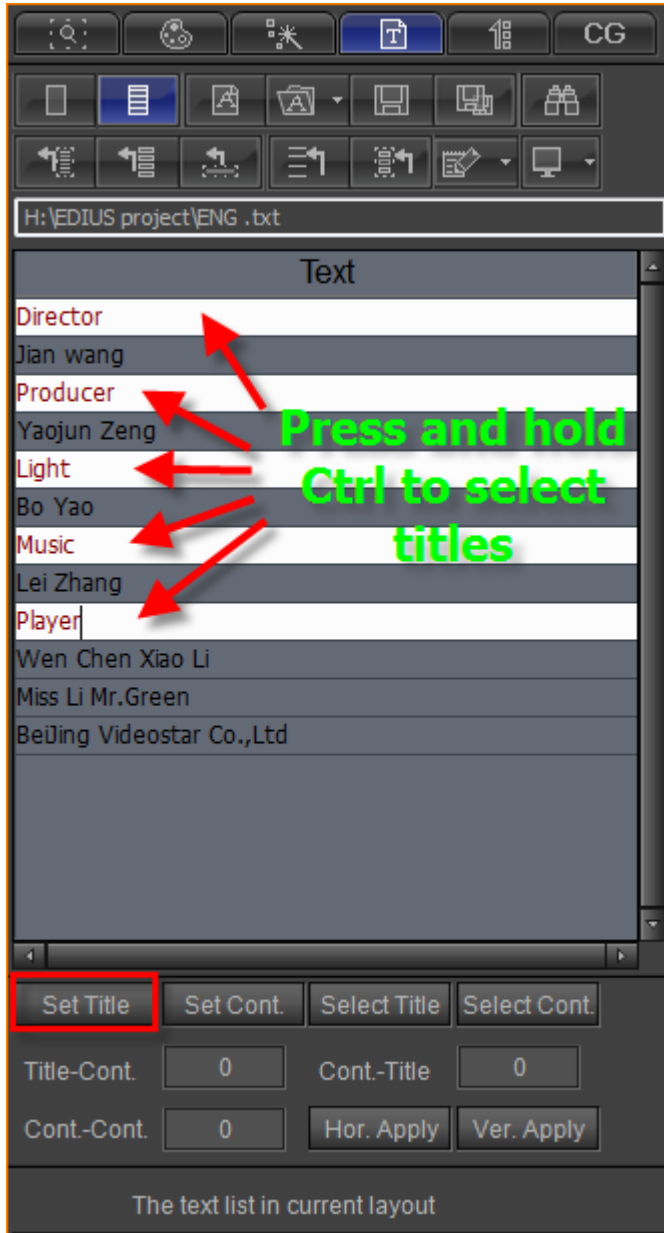 CG
H:\EDIUS project\ENG .txt
Text
Director
Jian wang
Producer
Yaojun Zeng
Light
Bo Yao
Music
Lei Zhang
Player
Wen Chen Xiao Li
Miss Li Mr.Green
BeiJing Videostar Co.,Ltd
Press and hold
Ctrl to select
titles
Set Title Set Cont. Select Title Select Cont.
Title-Cont. 0 Cont.-Title 0
Cont.-Cont. 0 Hor. Apply Ver. Apply
The text list in current layout